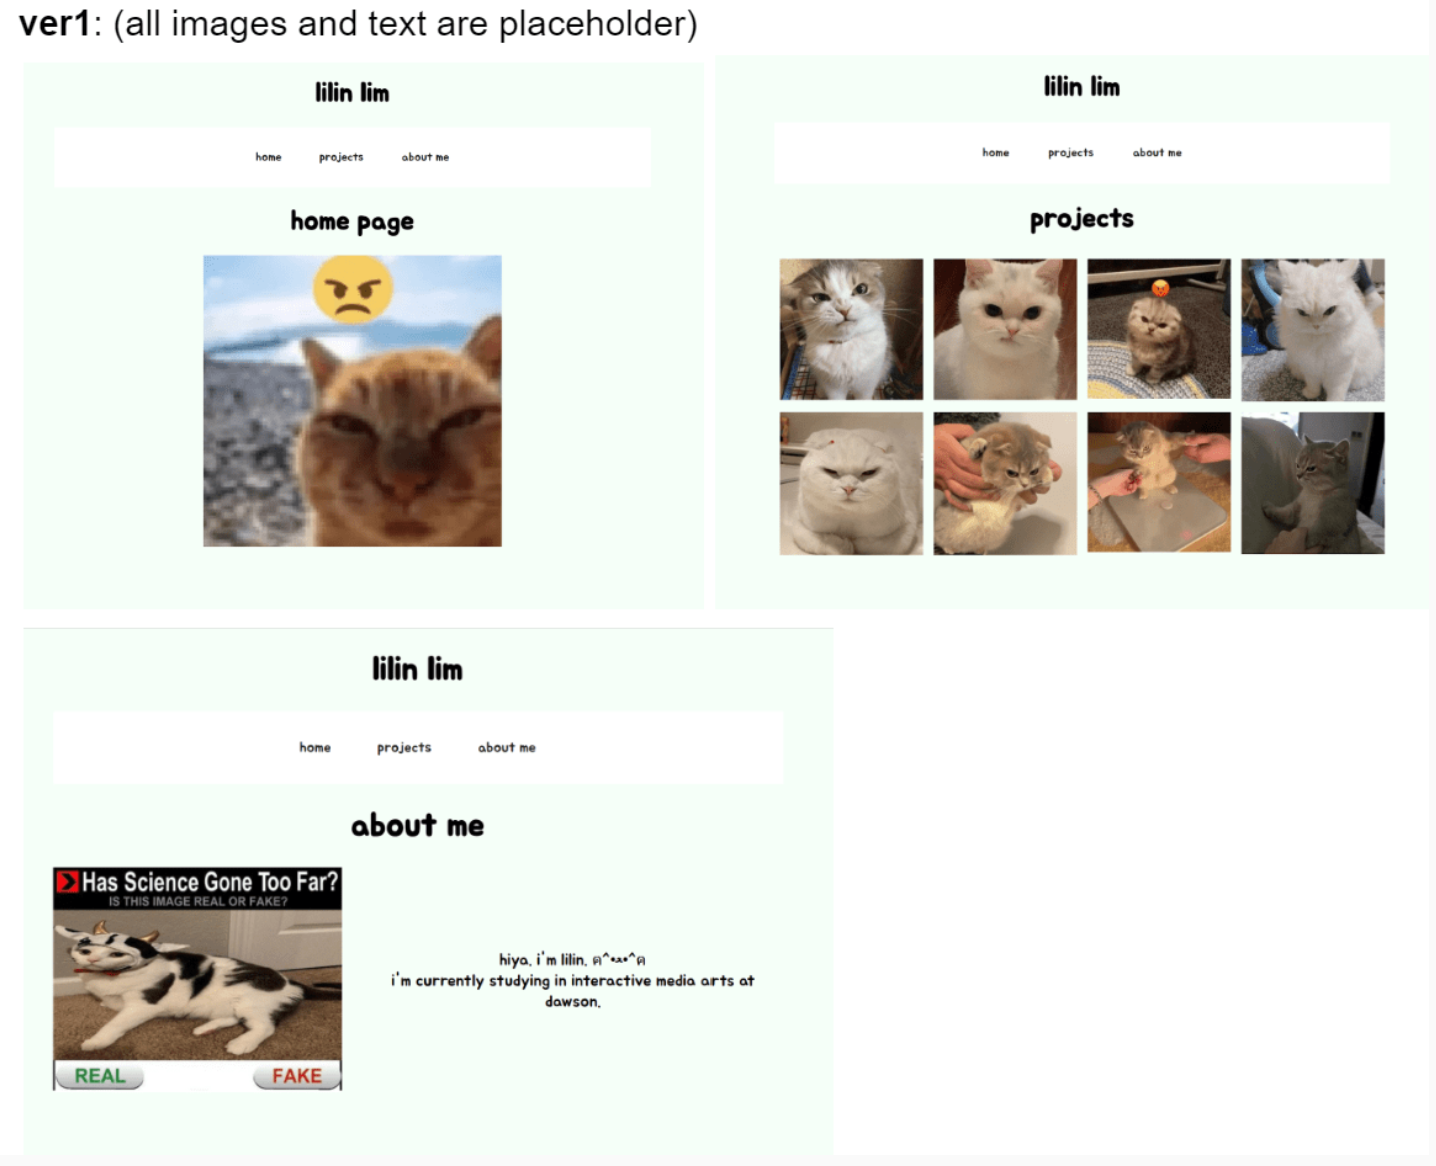 ver1: (all images and text are placeholder)
lilin lim
home projects about me
home page
lilin lim
home projects about me
projects
lilin lim
home projects about me
about me
Has Science Gone Too Far?
IS THIS IMAGE REAL OR FAKE?
REAL FAKE
hiya, i'm lilin. ฅ^•ﻌ•^ฅ
i'm currently studying in interactive media arts at
dawson.